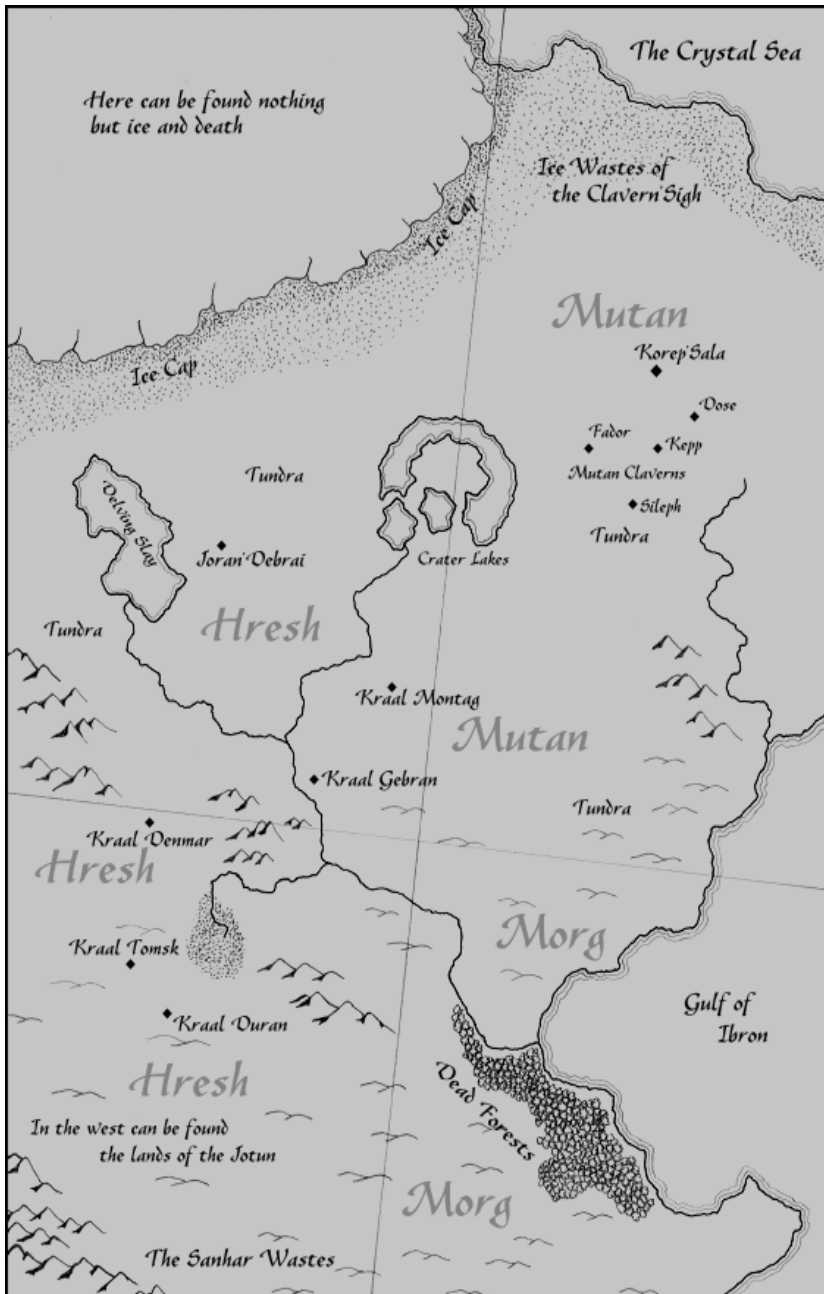 The Crystal Sea
Here can be found nothing
but ice and death
Ice Wastes of
the Clavern'Sigh
Ice Cap
Mutan
Korep'Sala
Ice Cap
Dose
Fador
Kepp
Mutan Claverns
Tundra
Delving Slay
Sileph
Tundra
Joran'Debrai
Crater Lakes
Hresh
Tundra
Kraal Montag
Mutan
Kraal Gebran
Tundra
Kraal Denmar
Hresh
Morg
Kraal Tomsk
Gulf of
Ibron
Kraal Duran
Hresh
Dead Forests
In the west can be found
the lands of the Jotun
Morg
The Sanhar Wastes